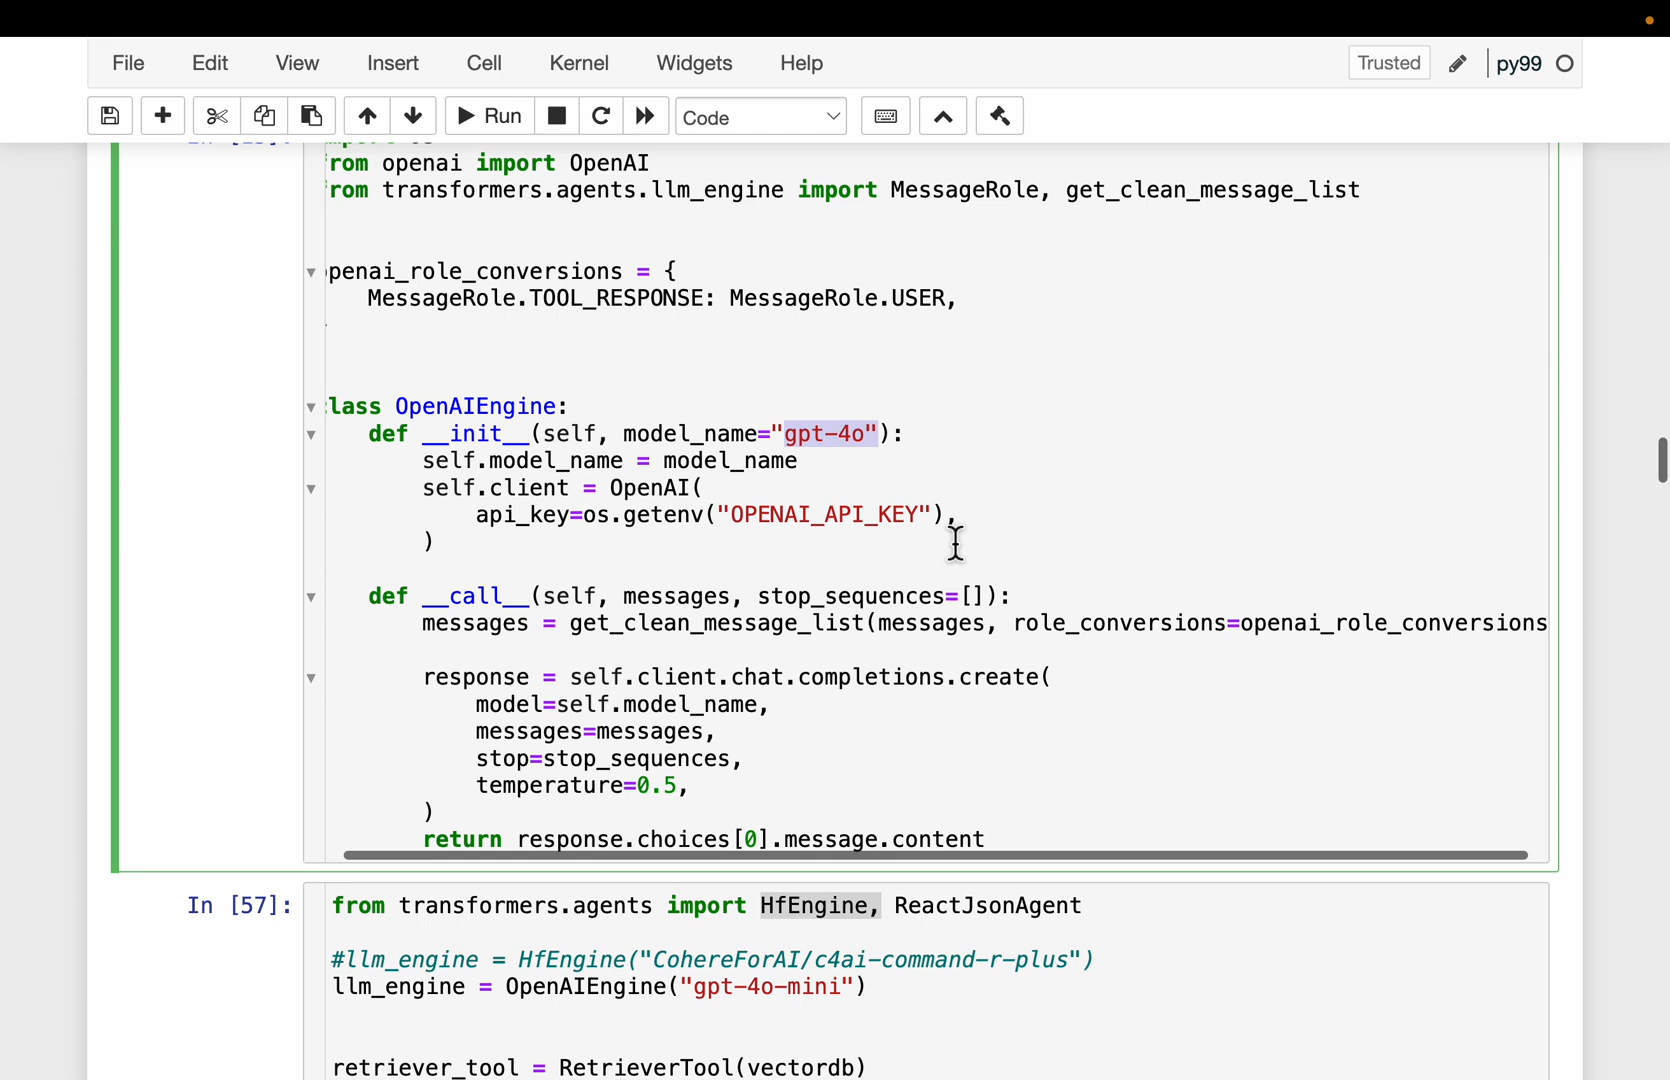 File Edit View Insert Cell Kernel Widgets Help Trusted py99
Run Code
from openai import OpenAI
from transformers.agents.llm_engine import MessageRole, get_clean_message_list
openai_role_conversions = {
MessageRole.TOOL_RESPONSE: MessageRole.USER,
class OpenAIEngine:
def __init__(self, model_name="gpt-4o"):
self.model_name = model_name
self.client = OpenAI(
api_key=os.getenv("OPENAI_API_KEY"),
)
def __call__(self, messages, stop_sequences=[]):
messages = get_clean_message_list(messages, role_conversions=openai_role_conversions
response = self.client.chat.completions.create(
model=self.model_name,
messages=messages,
stop=stop_sequences,
temperature=0.5,
)
return response.choices[0].message.content
In [57]: from transformers.agents import HfEngine, ReactJsonAgent
#llm_engine = HfEngine("CohereForAI/c4ai-command-r-plus")
llm_engine = OpenAIEngine("gpt-4o-mini")
retriever_tool = RetrieverTool(vectordb)